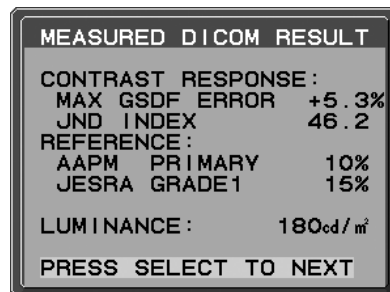 MEASURED DICOM RESULT
CONTRAST RESPONSE:
MAX GSDF ERROR +5.3%
JND INDEX 46.2
REFERENCE:
AAPM PRIMARY 10%
JESRA GRADE1 15%
LUMINANCE: 180cd/㎡
PRESS SELECT TO NEXT